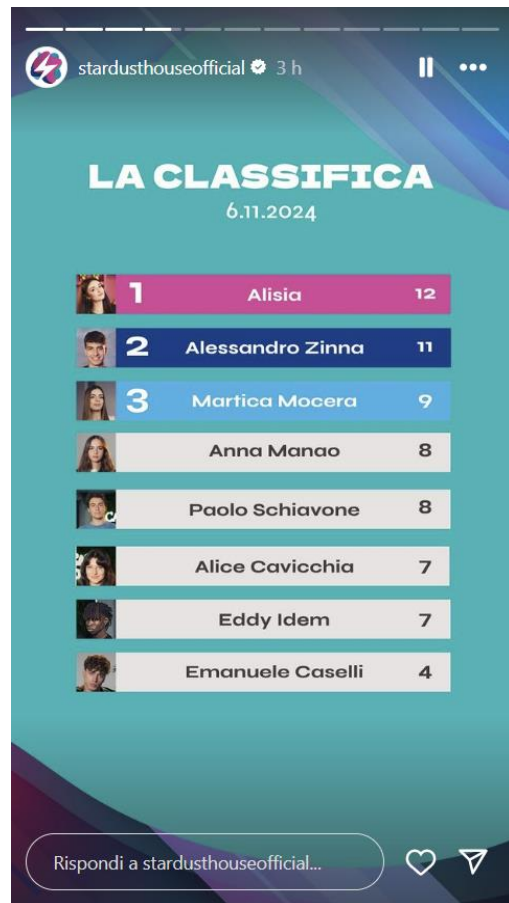 stardusthouseofficial 3 h
LA CLASSIFICA
6.11.2024
1 Alisia 12
2 Alessandro Zinna 11
3 Martica Mocera 9
Anna Manao 8
Paolo Schiavone 8
Alice Cavicchia 7
Eddy Idem 7
Emanuele Caselli 4
Rispondi a stardusthouseofficial...